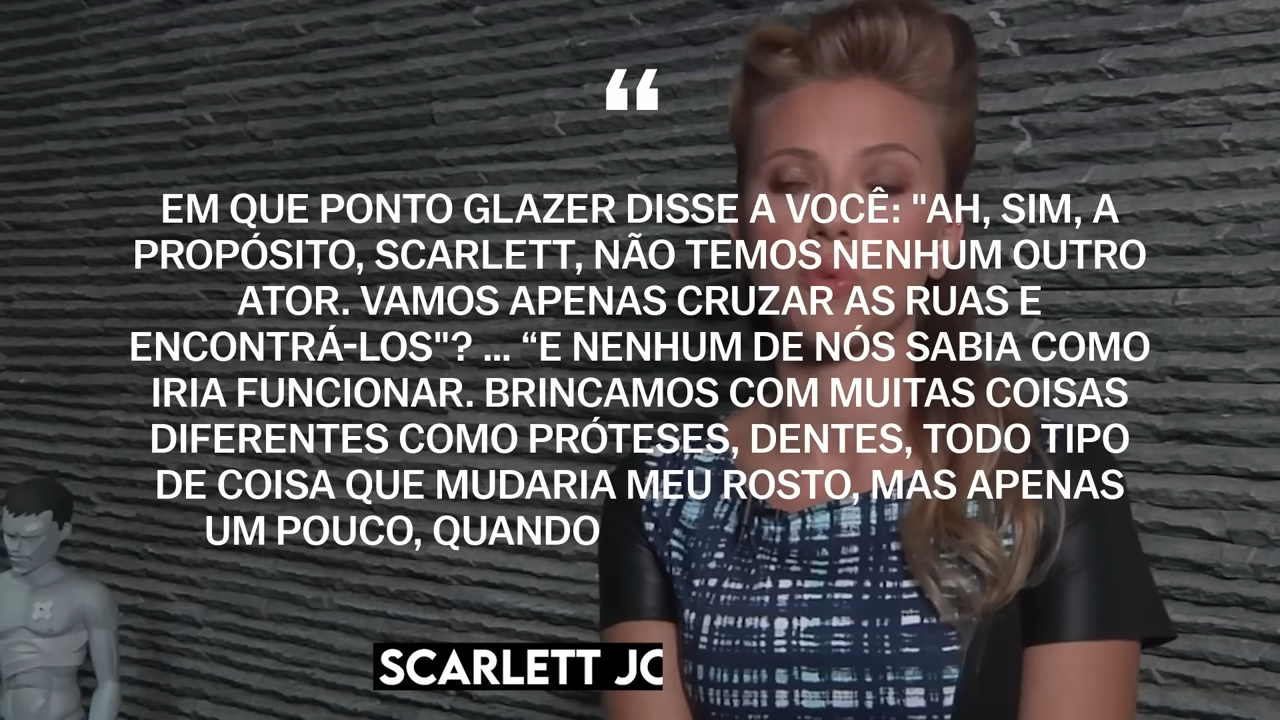 “
EM QUE PONTO GLAZER DISSE A VOCÊ: "AH, SIM, A
PROPÓSITO, SCARLETT, NÃO TEMOS NENHUM OUTRO
ATOR. VAMOS APENAS CRUZAR AS RUAS E
ENCONTRÁ-LOS"? ... “E NENHUM DE NÓS SABIA COMO
IRIA FUNCIONAR. BRINCAMOS COM MUITAS COISAS
DIFERENTES COMO PRÓTESES, DENTES, TODO TIPO
DE COISA QUE MUDARIA MEU ROSTO, MAS APENAS
UM POUCO, QUANDO
SCARLETT JO